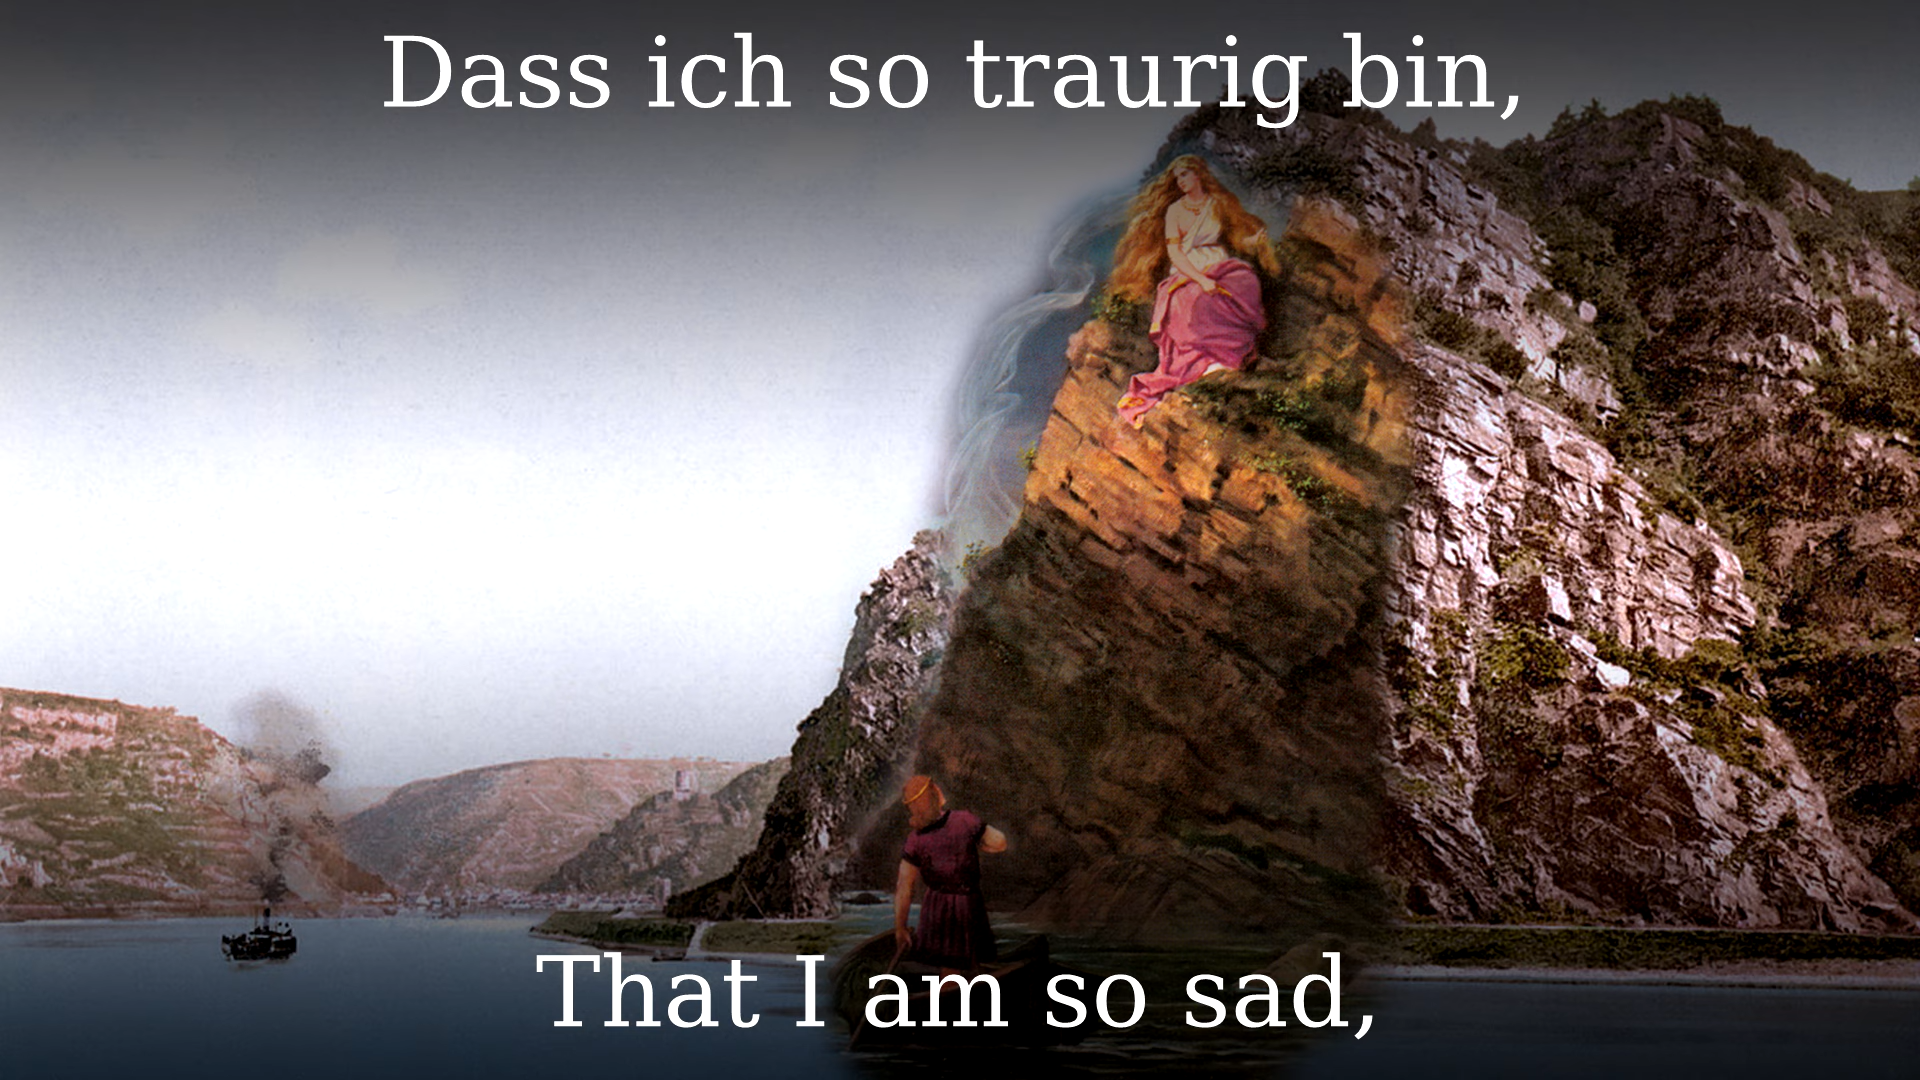 Dass ich so traurig bin,
That I am so sad,